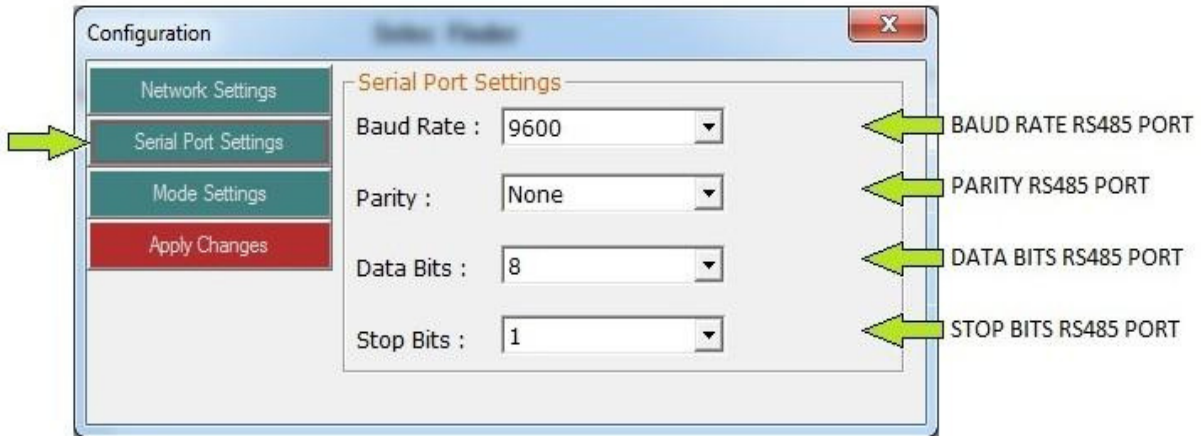 Configuration
X
Network Settings
Serial Port Settings
Mode Settings
Apply Changes
Serial Port Settings
Baud Rate : 9600
BAUD RATE RS485 PORT
Parity : None
PARITY RS485 PORT
Data Bits : 8
DATA BITS RS485 PORT
Stop Bits : 1
STOP BITS RS485 PORT